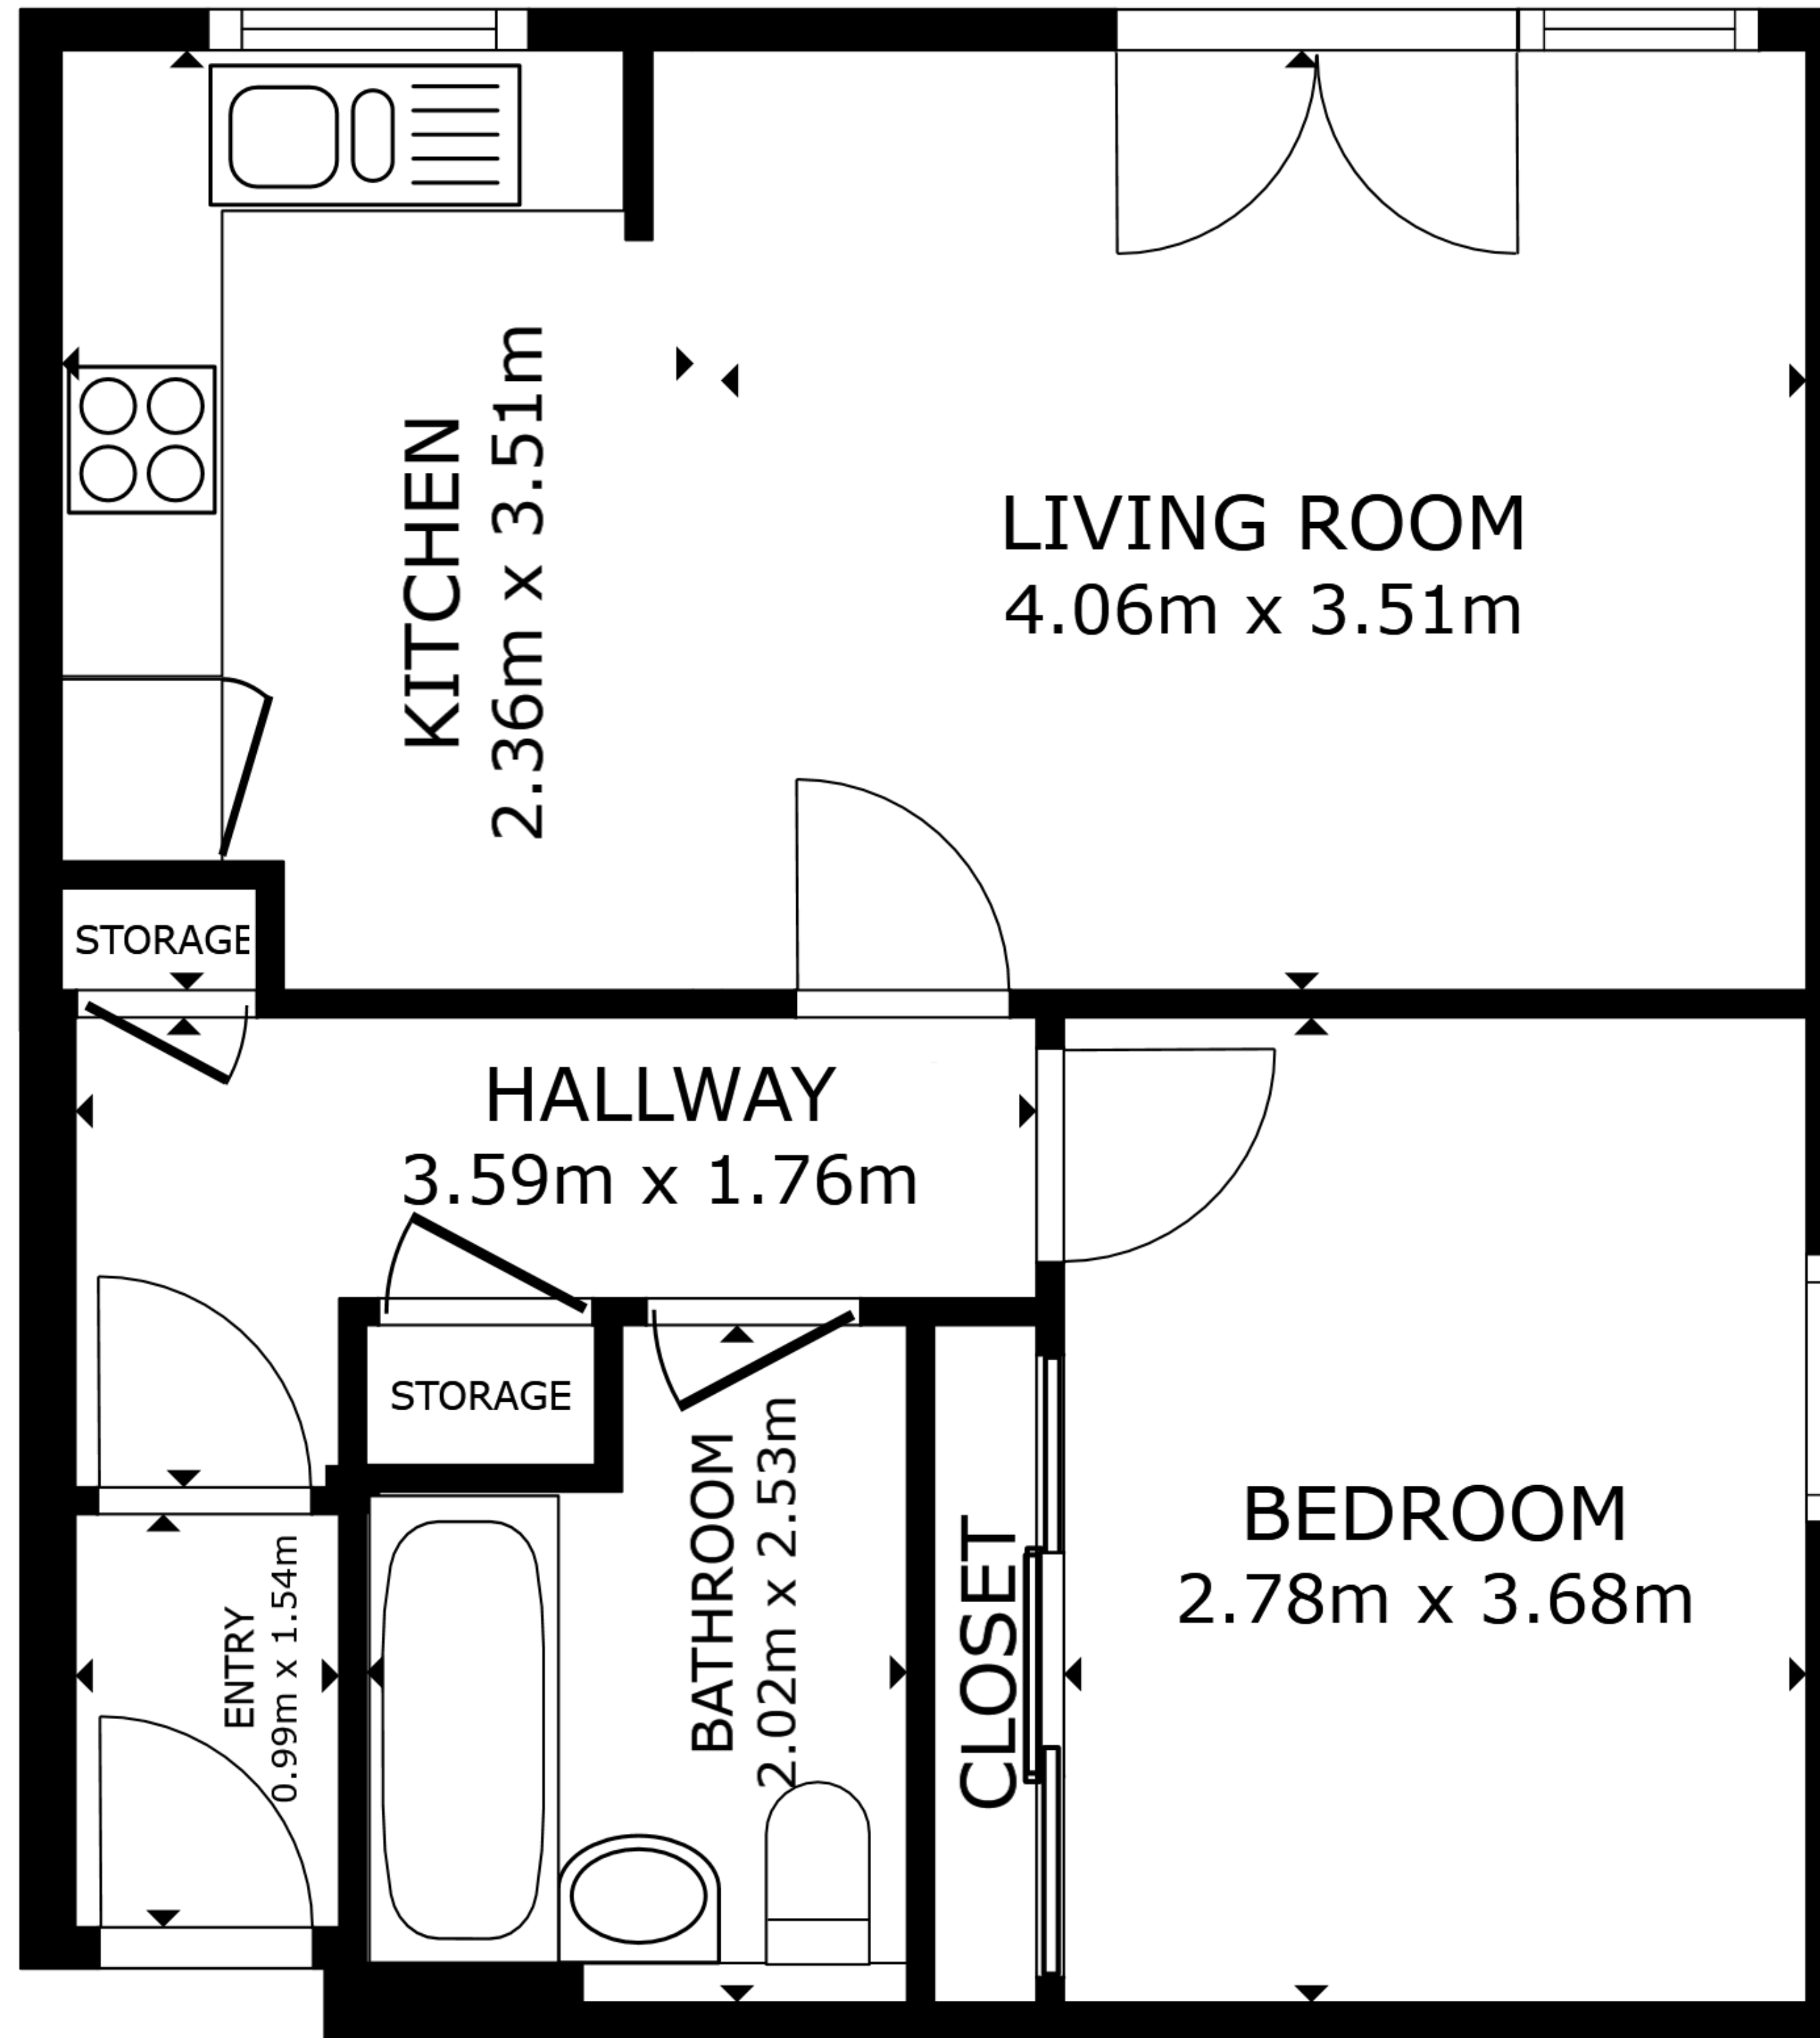 KITCHEN
2.36m x 3.51m
LIVING ROOM
4.06m x 3.51m
STORAGE
HALLWAY
3.59m x 1.76m
STORAGE
BATHROOM
2.02m x 2.53m
CLOSET
BEDROOM
2.78m x 3.68m
ENTRY
0.99m x 1.54m